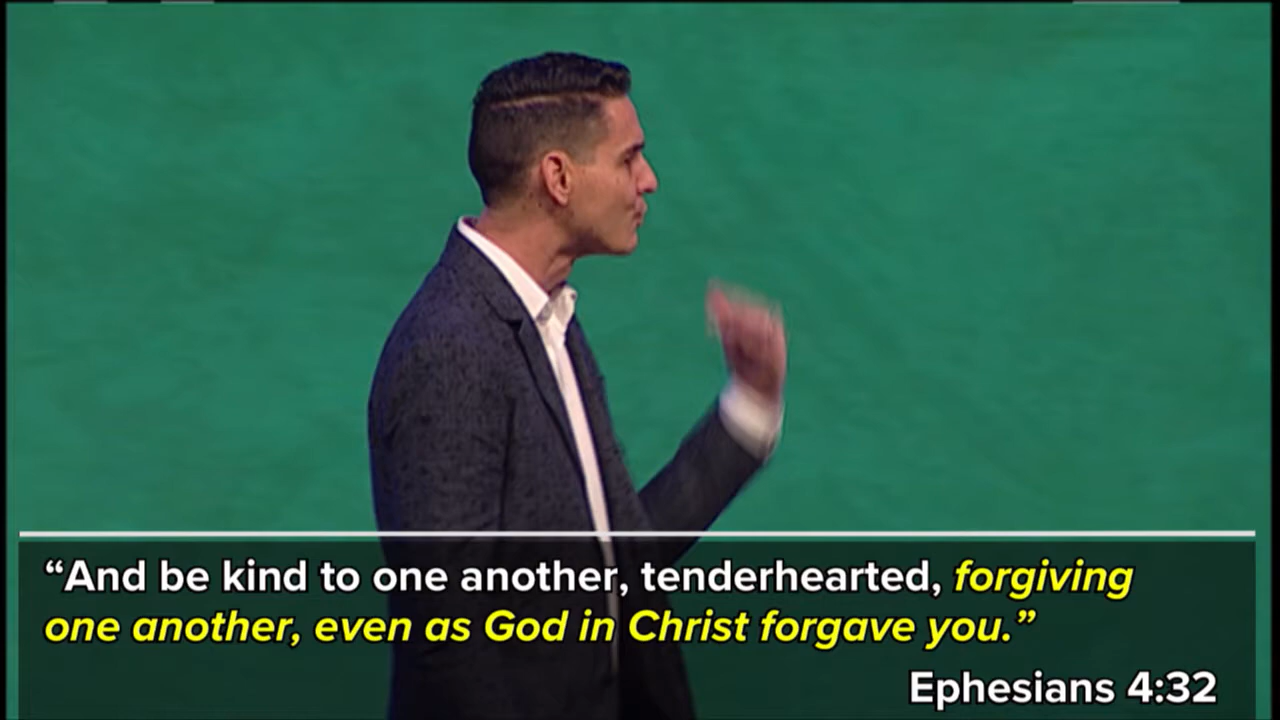 “And be kind to one another, tenderhearted, forgiving
one another, even as God in Christ forgave you.”
Ephesians 4:32